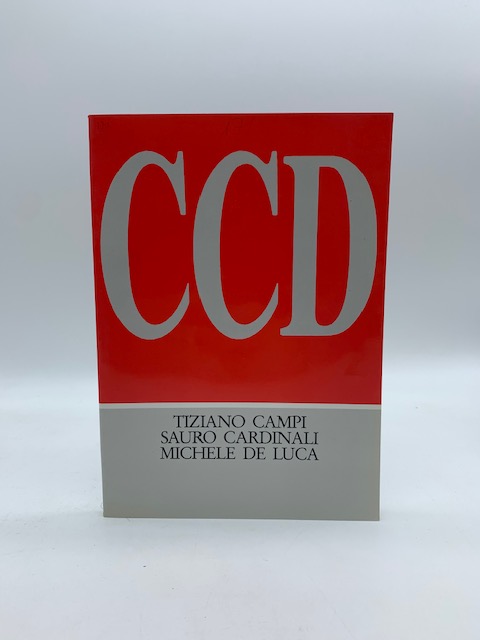 CCD
TIZIANO CAMPI
SAURO CARDINALI
MICHELE DE LUCA